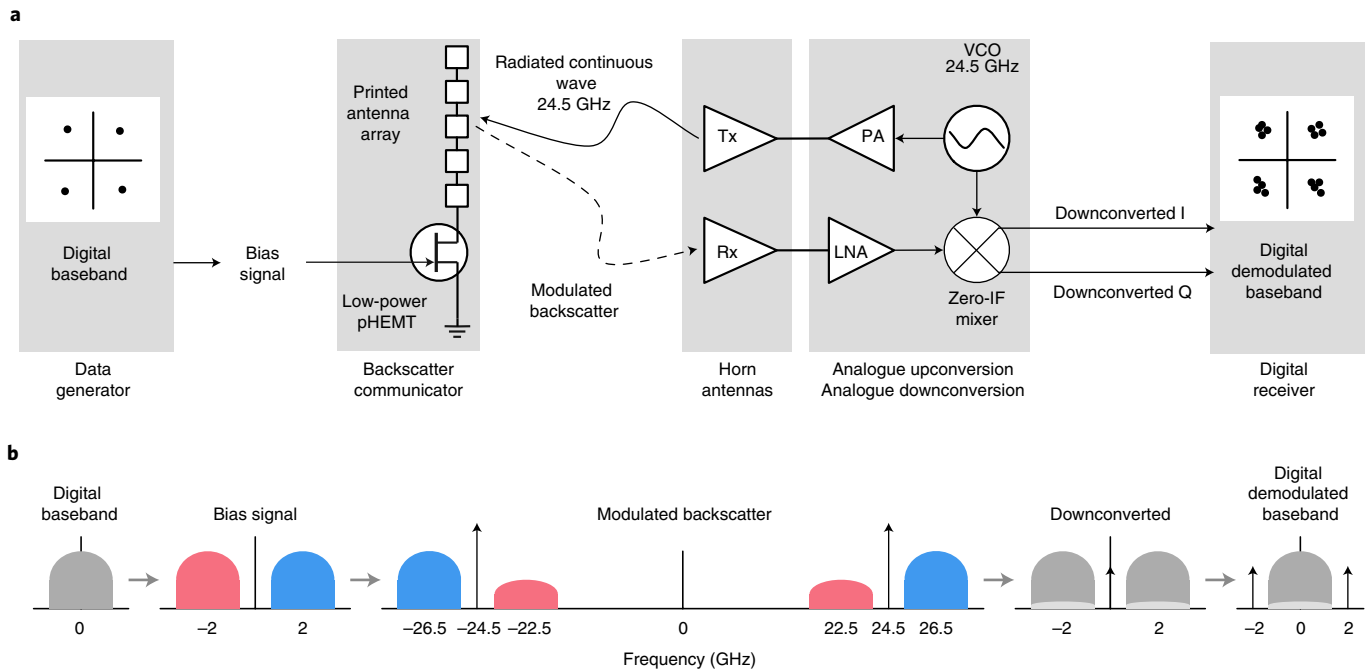 a
Printed
antenna
array
Radiated continuous
wave
24.5 GHz
VCO
24.5 GHz
Tx
PA
Digital
baseband
Bias
signal
Low-power
pHEMT
Modulated
backscatter
Rx
LNA
Zero-IF
mixer
Downconverted I
Downconverted Q
Digital
demodulated
baseband
Data
generator
Backscatter
communicator
Horn
antennas
Analogue upconversion
Analogue downconversion
Digital
receiver
b
Digital
baseband
Bias signal
Modulated backscatter
Downconverted
Digital
demodulated
baseband
0
–2
2
–26.5
–24.5
–22.5
0
22.5
24.5
26.5
–2
2
–2
0
2
Frequency (GHz)